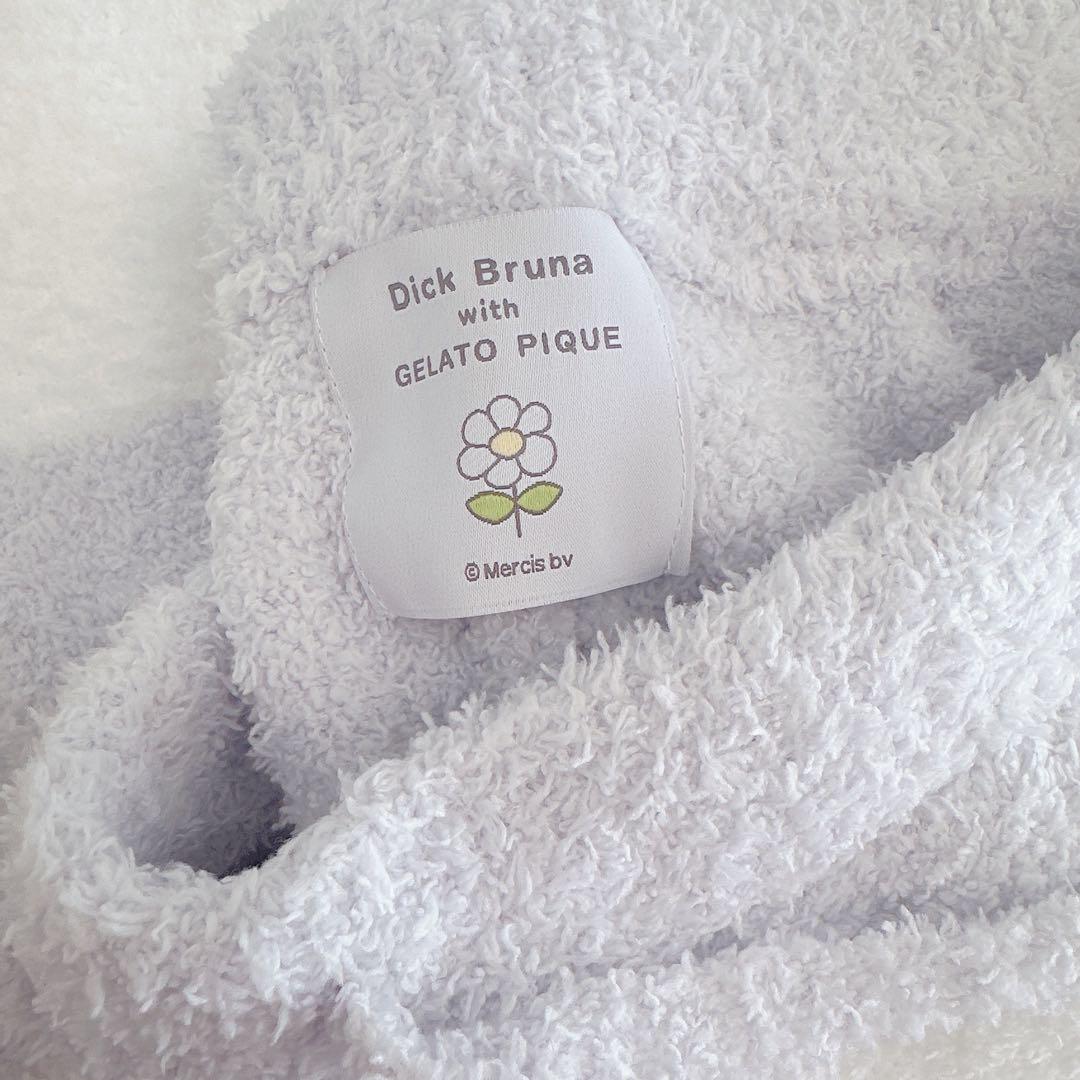 Dick Bruna
with
GELATO PIQUE
© Mercis bv